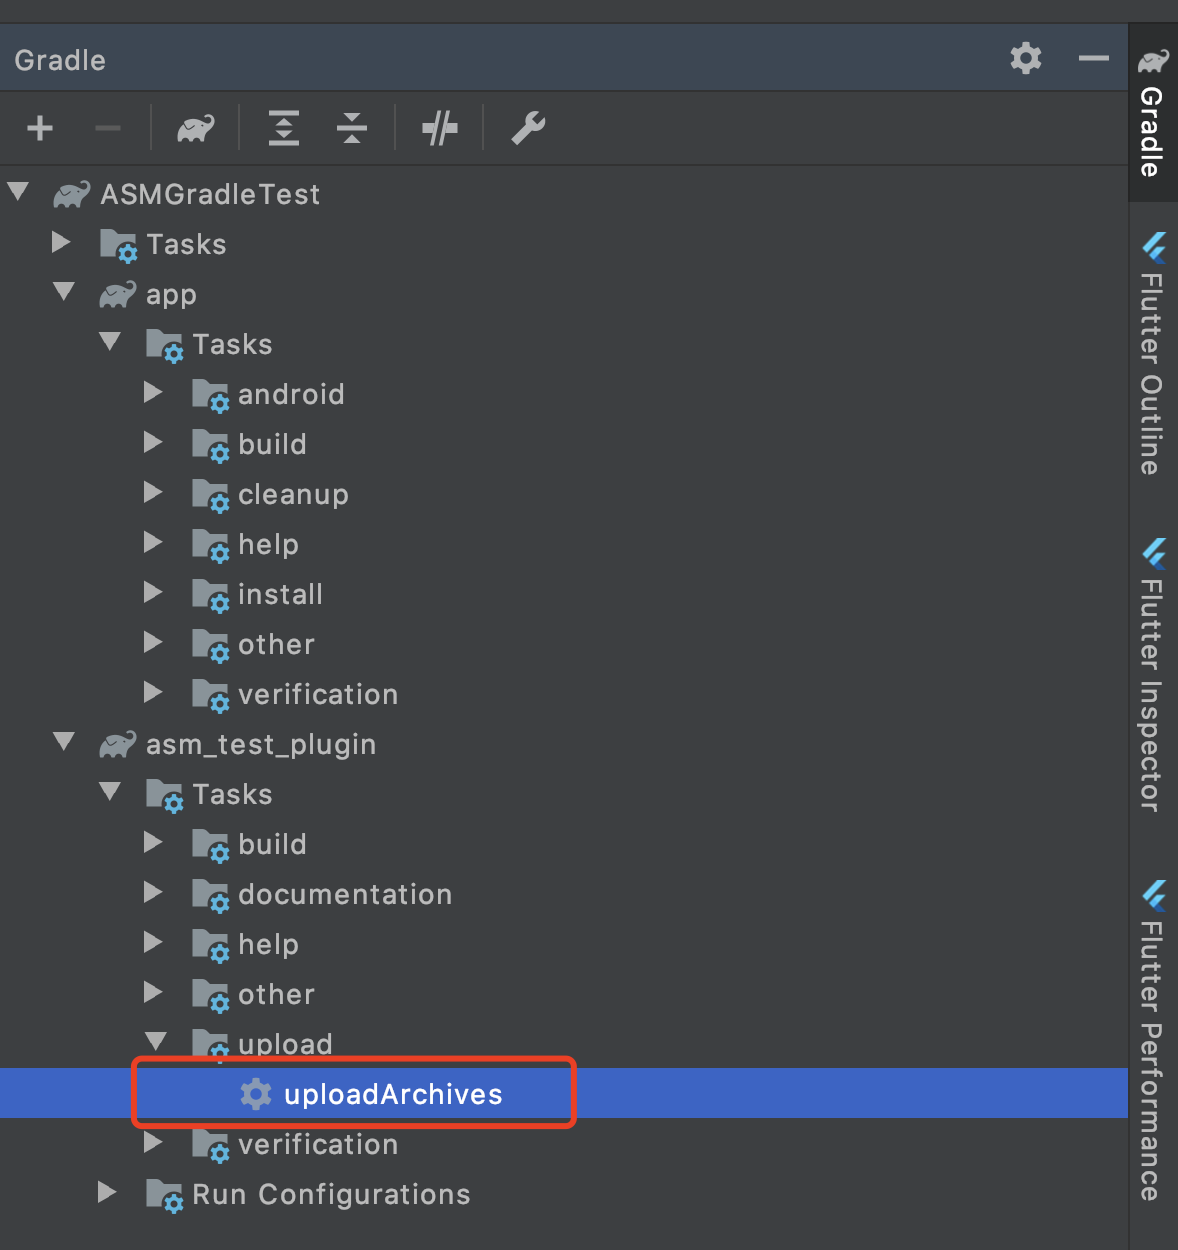 Gradle
ASMGradleTest
Tasks
app
Tasks
android
build
cleanup
help
install
other
verification
asm_test_plugin
Tasks
build
documentation
help
other
upload
uploadArchives
verification
Run Configurations
Gradle
Flutter Outline
Flutter Inspector
Flutter Performance